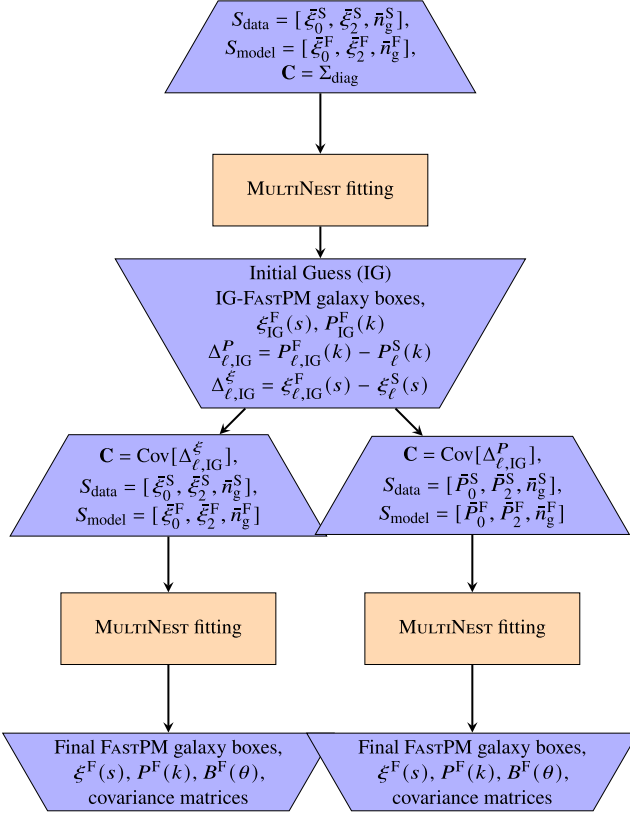 S_data = [ξ̄₀^S, ξ̄₂^S, n̄_g^S],
S_model = [ξ̄₀^F, ξ̄₂^F, n̄_g^F],
C = Σ_diag
MultiNest fitting
Initial Guess (IG)
IG-FastPM galaxy boxes,
ξ_IG^F(s), P_IG^F(k)
Δ_ℓ,IG^P = P_ℓ,IG^F(k) − P_ℓ^S(k)
Δ_ℓ,IG^ξ = ξ_ℓ,IG^F(s) − ξ_ℓ^S(s)
C = Cov[Δ_ℓ,IG^ξ],
S_data = [ξ̄₀^S, ξ̄₂^S, n̄_g^S],
S_model = [ξ̄₀^F, ξ̄₂^F, n̄_g^F]
C = Cov[Δ_ℓ,IG^P],
S_data = [P̄₀^S, P̄₂^S, n̄_g^S],
S_model = [P̄₀^F, P̄₂^F, n̄_g^F]
MultiNest fitting
MultiNest fitting
Final FastPM galaxy boxes,
ξ^F(s), P^F(k), B^F(θ),
covariance matrices
Final FastPM galaxy boxes,
ξ^F(s), P^F(k), B^F(θ),
covariance matrices